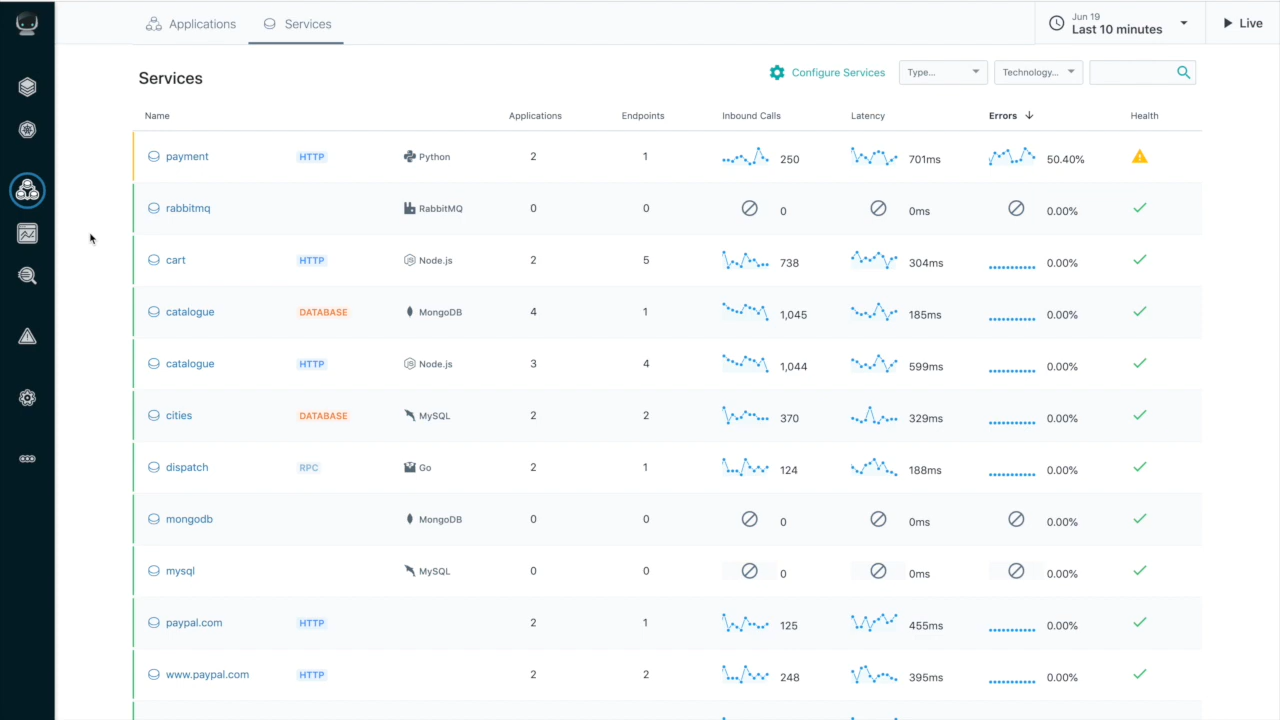 Applications
Services
Jun 19
Last 10 minutes
Live
Services
Configure Services
Type...
Technology...
Name Applications Endpoints Inbound Calls Latency Errors Health
payment HTTP Python 2 1 250 701ms 50.40%
rabbitmq RabbitMQ 0 0 0 0ms 0.00%
cart HTTP Node.js 2 5 738 304ms 0.00%
catalogue DATABASE MongoDB 4 1 1,045 185ms 0.00%
catalogue HTTP Node.js 3 4 1,044 599ms 0.00%
cities DATABASE MySQL 2 2 370 329ms 0.00%
dispatch RPC Go 2 1 124 188ms 0.00%
mongodb MongoDB 0 0 0 0ms 0.00%
mysql MySQL 0 0 0 0ms 0.00%
paypal.com HTTP 2 1 125 455ms 0.00%
www.paypal.com HTTP 2 2 248 395ms 0.00%